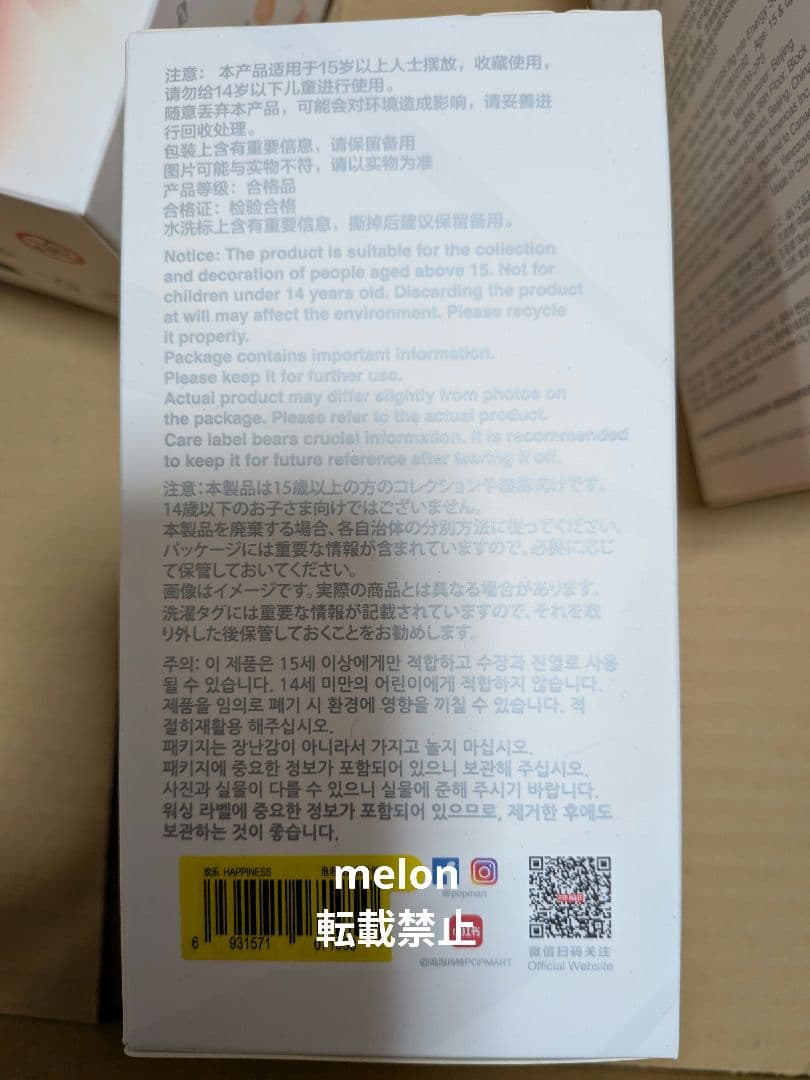 注意： 本产品适用于15岁以上人士摆放，收藏使用，
请勿给14岁以下儿童进行使用。
随意丢弃本产品，可能会对环境造成影响，请妥善进
行回收处理。
包装上含有重要信息，请保留备用
图片可能与实物不符，请以实物为准
产品等级：合格品
合格证：检验合格
水洗标上含有重要信息，撕掉后建议保留备用。
Notice: The product is suitable for the collection
and decoration of people aged above 15. Not for
children under 14 years old. Discarding the product
at will may affect the environment. Please recycle
it properly.
Package contains important information.
Please keep it for further use.
Actual product may differ slightly from photos on
the package. Please refer to the actual product.
Care label bears crucial information. It is recommended
to keep it for future reference after tearing it off.
注意:本製品は15歳以上の方のコレクションや装飾向けです。
14歳以下のお子さま向けではございません。
本製品を廃棄する場合、各自治体の分別方法に従ってください。
パッケージには重要な情報が含まれていますので、必要に応じ
て保管しておいてください。
画像はイメージです。実際の商品とは異なる場合があります。
洗濯タグには重要な情報が記載されていますので、それを取
り外した後保管しておくことをお勧めします。
주의: 이 제품은 15세 이상에게만 적합하고 수장과 진열로 사용
될 수 있습니다. 14세 미만의 어린이에게 적합하지 않습니다.
제품을 임의로 폐기 시 환경에 영향을 끼칠 수 있습니다. 적
절히재활용 해주십시오.
패키지는 장난감이 아니라서 가지고 놀지 마십시오.
패키지에 중요한 정보가 포함되어 있으니 보관해 주십시오.
사진과 실물이 다를 수 있으니 실물에 준해 주시기 바랍니다.
워싱 라벨에 중요한 정보가 포함되어 있으므로, 제거한 후에도
보관하는 것이 좋습니다.
欢乐 HAPPINESS
6 931571
melon
転載禁止
@popmart
POPMART
微信扫码关注
Official Website